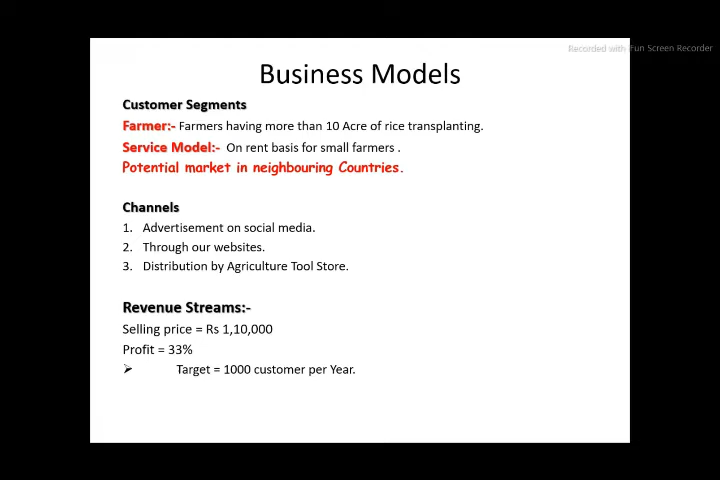 Recorded with iFun Screen Recorder
Business Models
Customer Segments
Farmer:- Farmers having more than 10 Acre of rice transplanting.
Service Model:- On rent basis for small farmers .
Potential market in neighbouring Countries.
Channels
1. Advertisement on social media.
2. Through our websites.
3. Distribution by Agriculture Tool Store.
Revenue Streams:-
Selling price = Rs 1,10,000
Profit = 33%
➢ Target = 1000 customer per Year.